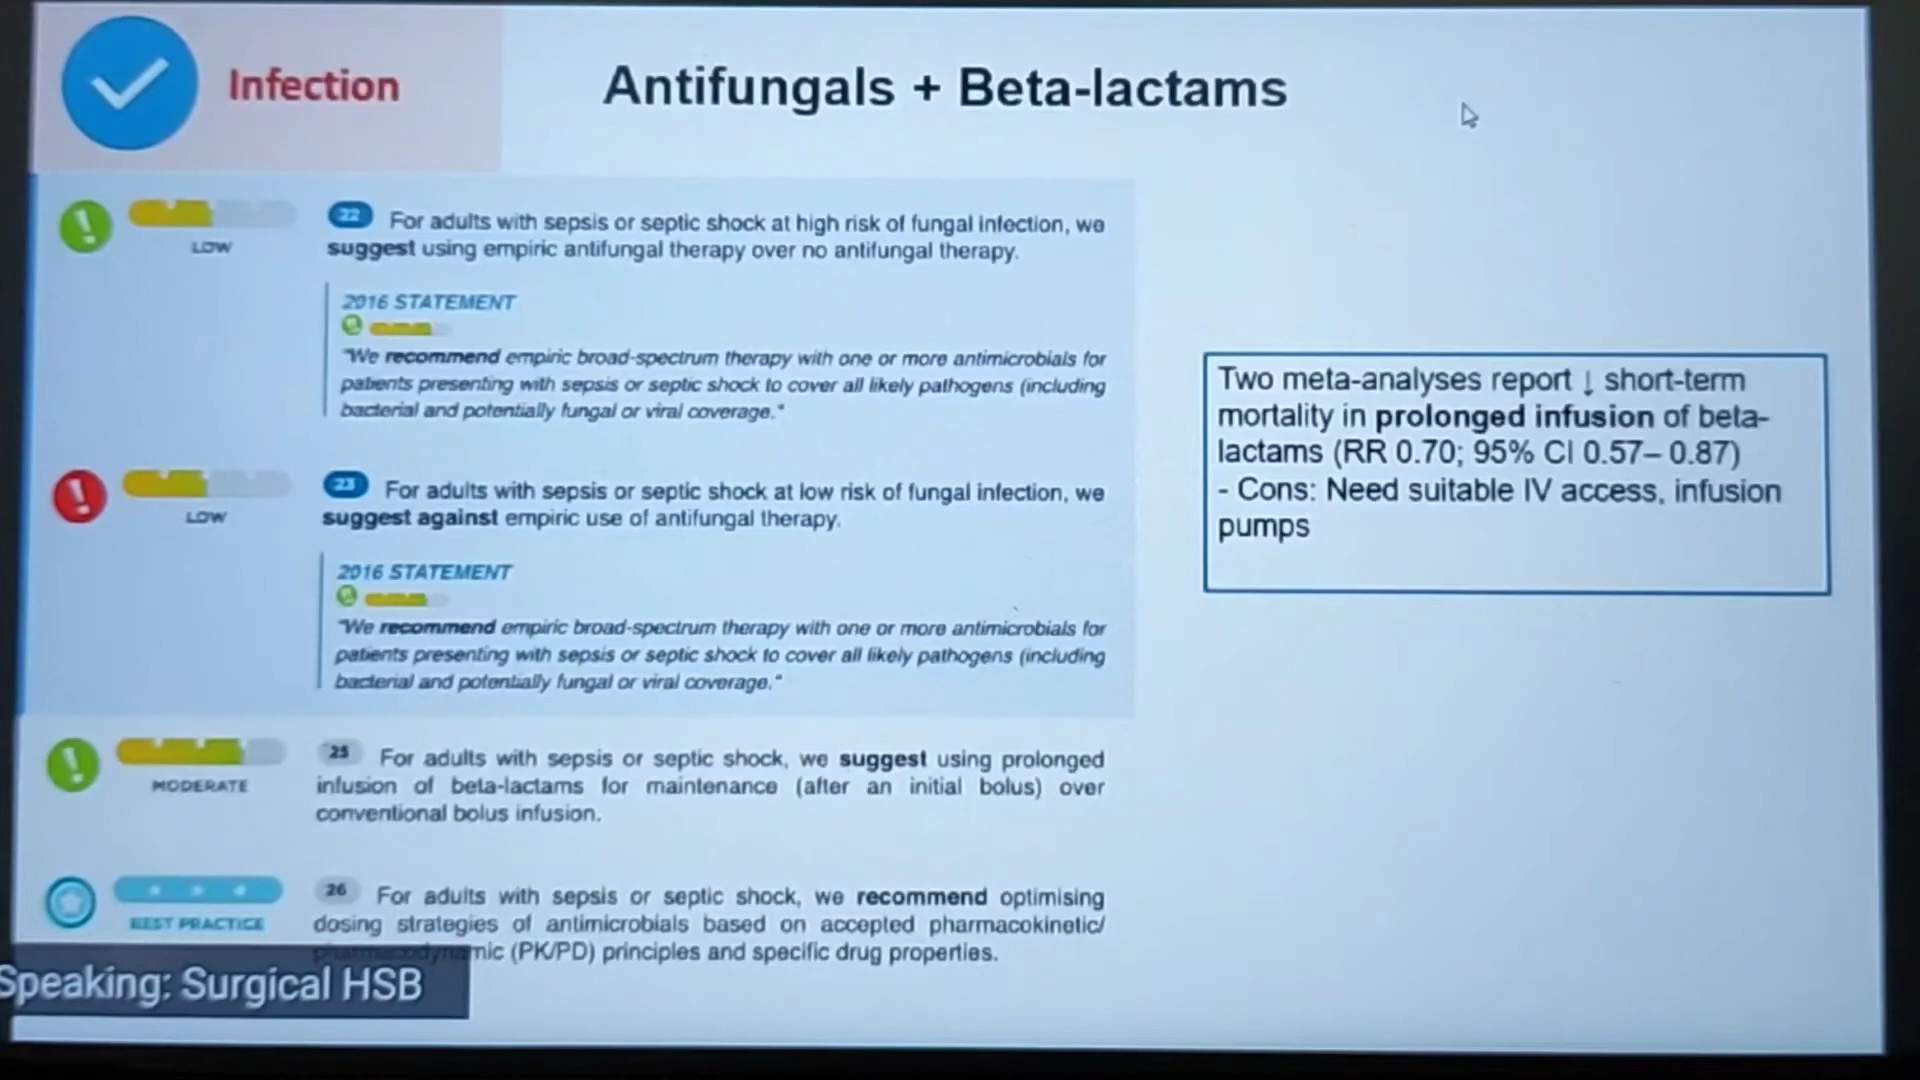 Infection
Antifungals + Beta-lactams
LOW
22 For adults with sepsis or septic shock at high risk of fungal infection, we
suggest using empiric antifungal therapy over no antifungal therapy.
2016 STATEMENT
"We recommend empiric broad-spectrum therapy with one or more antimicrobials for
patients presenting with sepsis or septic shock to cover all likely pathogens (including
bacterial and potentially fungal or viral coverage."
LOW
23 For adults with sepsis or septic shock at low risk of fungal infection, we
suggest against empiric use of antifungal therapy.
2016 STATEMENT
"We recommend empiric broad-spectrum therapy with one or more antimicrobials for
patients presenting with sepsis or septic shock to cover all likely pathogens (including
bacterial and potentially fungal or viral coverage."
MODERATE
25 For adults with sepsis or septic shock, we suggest using prolonged
infusion of beta-lactams for maintenance (after an initial bolus) over
conventional bolus infusion.
BEST PRACTICE
26 For adults with sepsis or septic shock, we recommend optimising
dosing strategies of antimicrobials based on accepted pharmacokinetic/
pharmacodynamic (PK/PD) principles and specific drug properties.
Two meta-analyses report ↓ short-term
mortality in prolonged infusion of beta-
lactams (RR 0.70; 95% CI 0.57– 0.87)
- Cons: Need suitable IV access, infusion
pumps
Speaking: Surgical HSB